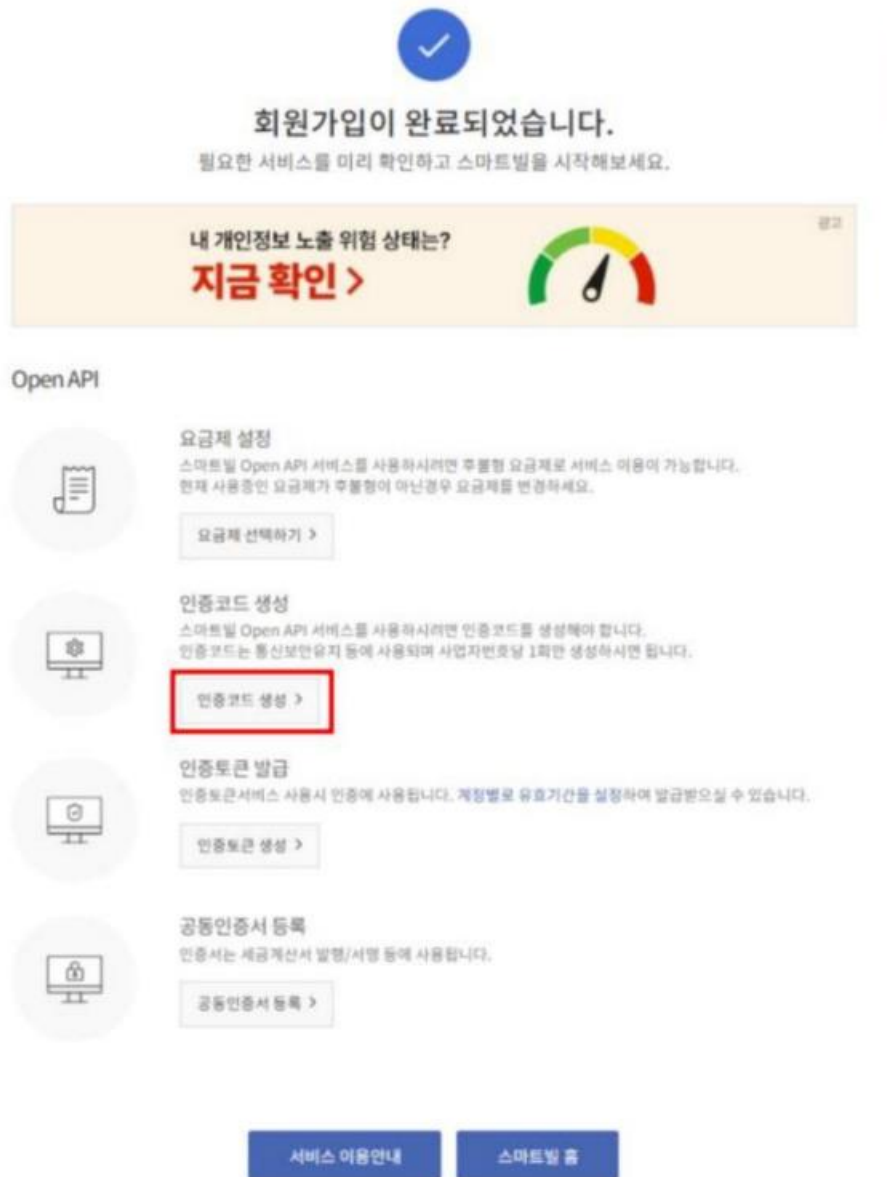 회원가입이 완료되었습니다.
필요한 서비스를 미리 확인하고 스마트빌을 시작해보세요.
광고
내 개인정보 노출 위험 상태는?
지금 확인 >
Open API
요금제 설정
스마트빌 Open API 서비스를 사용하시려면 후불형 요금제로 서비스 이용이 가능합니다.
현재 사용중인 요금제가 후불형이 아닌경우 요금제를 변경하세요.
요금제 선택하기 >
인증코드 생성
스마트빌 Open API 서비스를 사용하시려면 인증코드를 생성해야 합니다.
인증코드는 통신보안유지 등에 사용되며 사업자번호당 1회만 생성하시면 됩니다.
인증코드 생성 >
인증토큰 발급
인증토큰서비스 사용시 인증에 사용됩니다. 계정별로 유효기간을 설정하여 발급받으실 수 있습니다.
인증토큰 생성 >
공동인증서 등록
인증서는 세금계산서 발행/서명 등에 사용됩니다.
공동인증서 등록 >
서비스 이용안내
스마트빌 홈